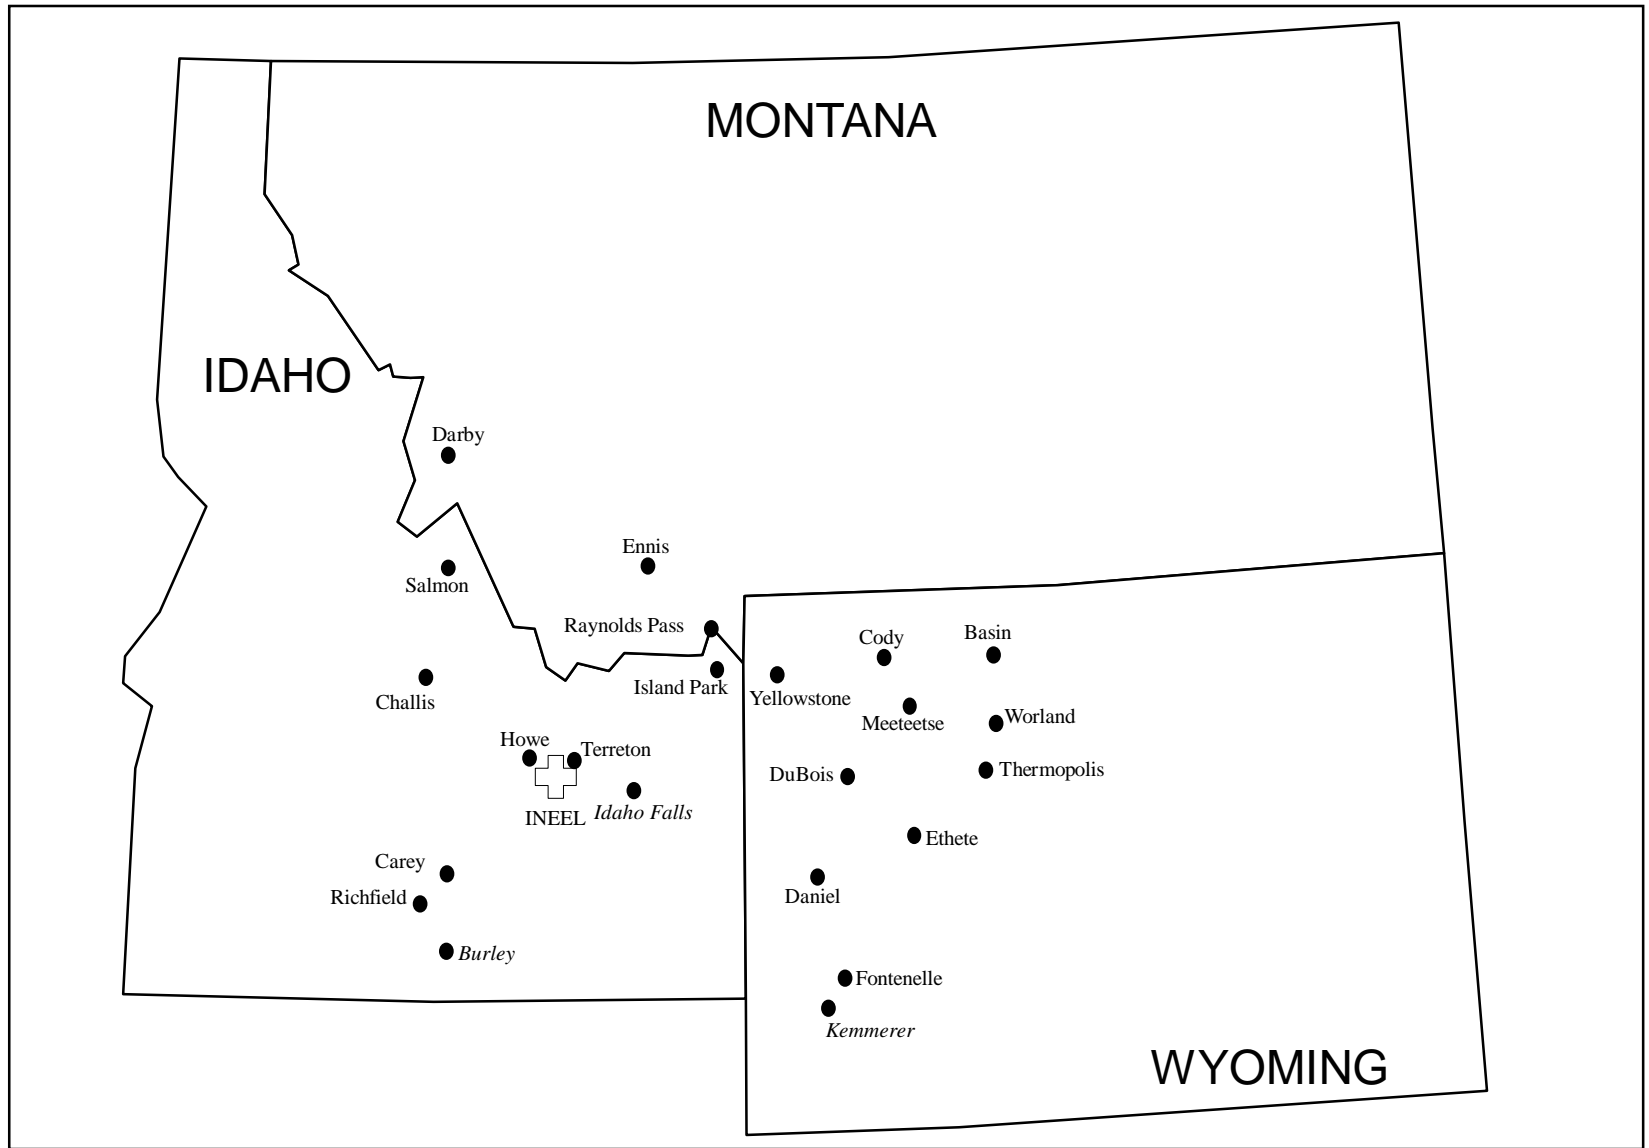 MONTANA
IDAHO
Darby
Ennis
Salmon
Raynolds Pass
Cody
Basin
Island Park
Yellowstone
Challis
Meeteetse
Worland
Howe
Terreton
DuBois
Thermopolis
INEEL
Idaho Falls
Ethete
Carey
Richfield
Daniel
Burley
Fontenelle
Kemmerer
WYOMING